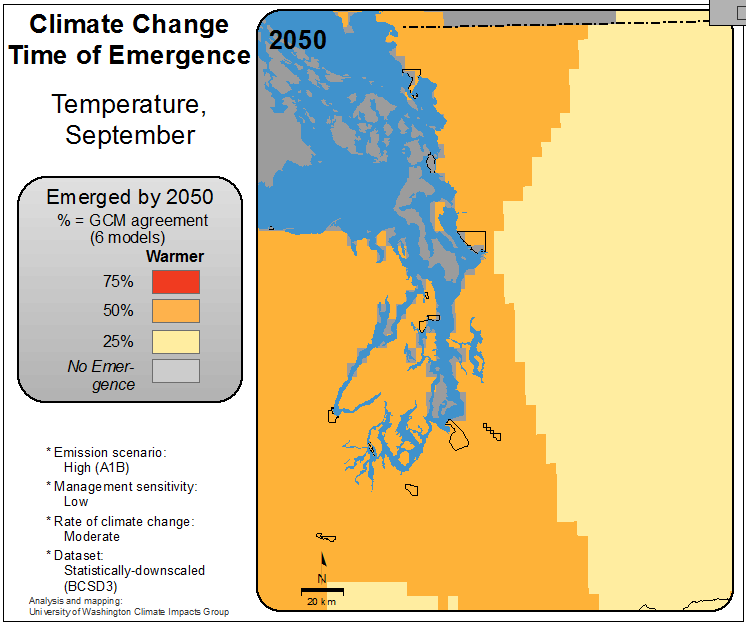 Climate Change
Time of Emergence
Temperature,
September
Emerged by 2050
% = GCM agreement
(6 models)
Warmer
75%
50%
25%
No Emer-
gence
* Emission scenario:
High (A1B)
* Management sensitivity:
Low
* Rate of climate change:
Moderate
* Dataset:
Statistically-downscaled
(BCSD3)
Analysis and mapping:
University of Washington Climate Impacts Group
2050
N
20 km